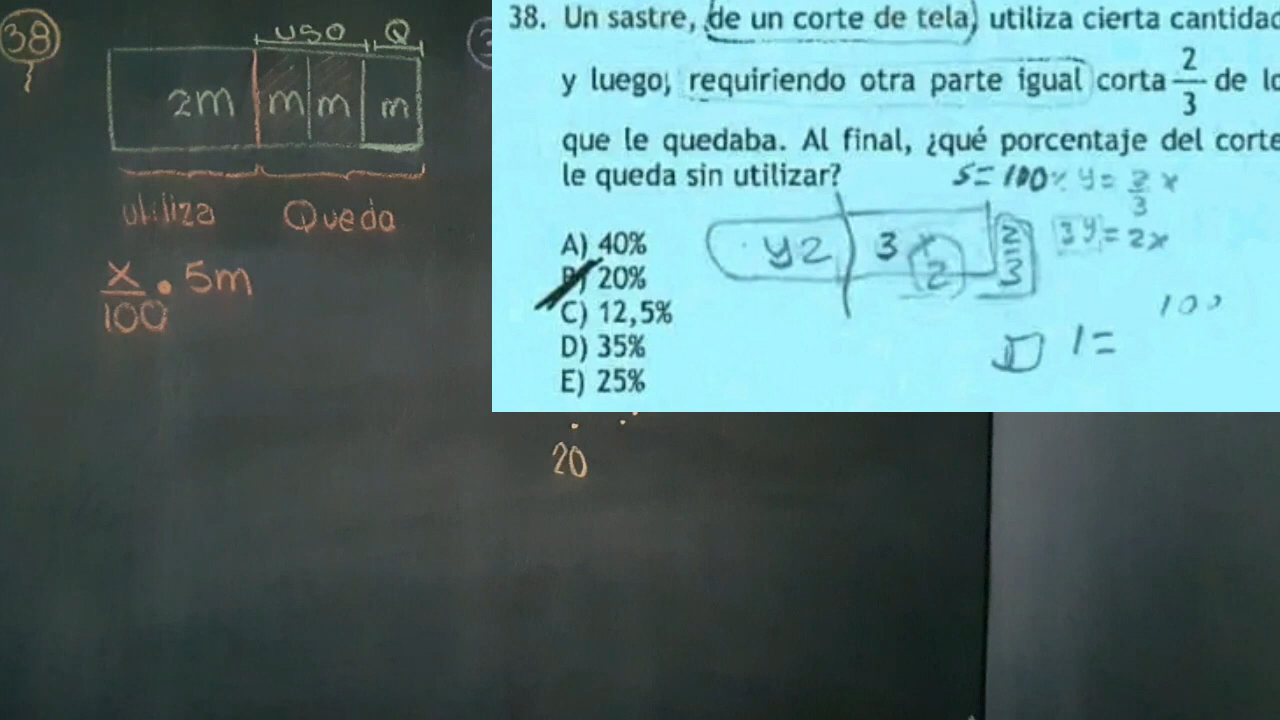 38
USO Q
2m m m m
utiliza Queda
x/100 . 5m
20
38. Un sastre, de un corte de tela, utiliza cierta cantidad
y luego, requiriendo otra parte igual corta 2/3 de lo
que le quedaba. Al final, ¿qué porcentaje del corte
le queda sin utilizar?
5 = 100% y = 2/3 x
3y = 2x
y2 3
2
2/3
A) 40%
B) 20%
C) 12,5%
D) 35%
E) 25%
1 =